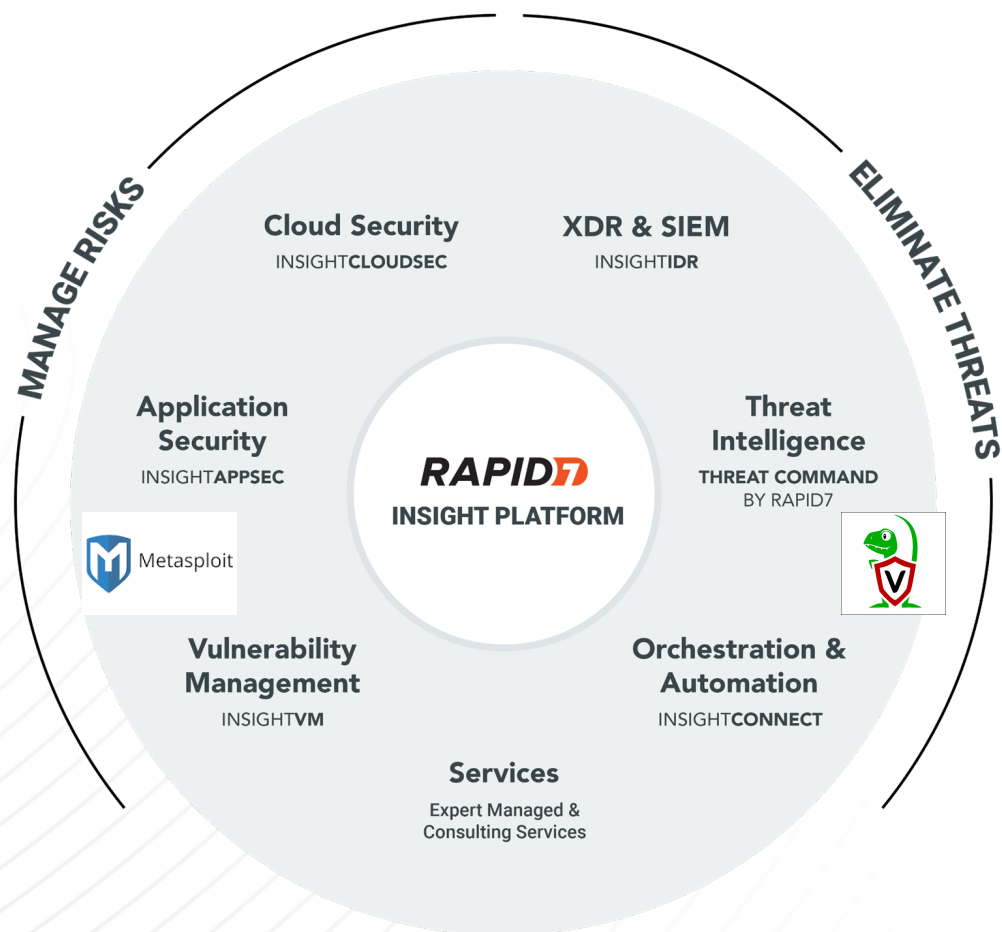 MANAGE RISKS
ELIMINATE THREATS
Cloud Security
INSIGHTCLOUDSEC
XDR & SIEM
INSIGHTIDR
Application
Security
INSIGHTAPPSEC
Threat
Intelligence
THREAT COMMAND
BY RAPID7
RAPID7
INSIGHT PLATFORM
M Metasploit
V
Vulnerability
Management
INSIGHTVM
Orchestration &
Automation
INSIGHTCONNECT
Services
Expert Managed &
Consulting Services